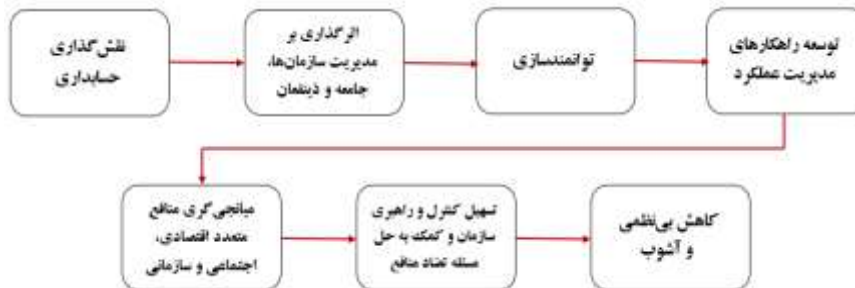 نقش‌گذاری
حسابداری
اثرگذاری بر
مدیریت سازمان‌ها،
جامعه و ذینفعان
توانمندسازی
توسعه راهکارهای
مدیریت عملکرد
میانجی‌گری منافع
متعدد اقتصادی،
اجتماعی و سازمانی
تسهیل کنترل و راهبری
سازمان و کمک به حل
مسئله تضاد منافع
کاهش بی‌نظمی
و آشوب